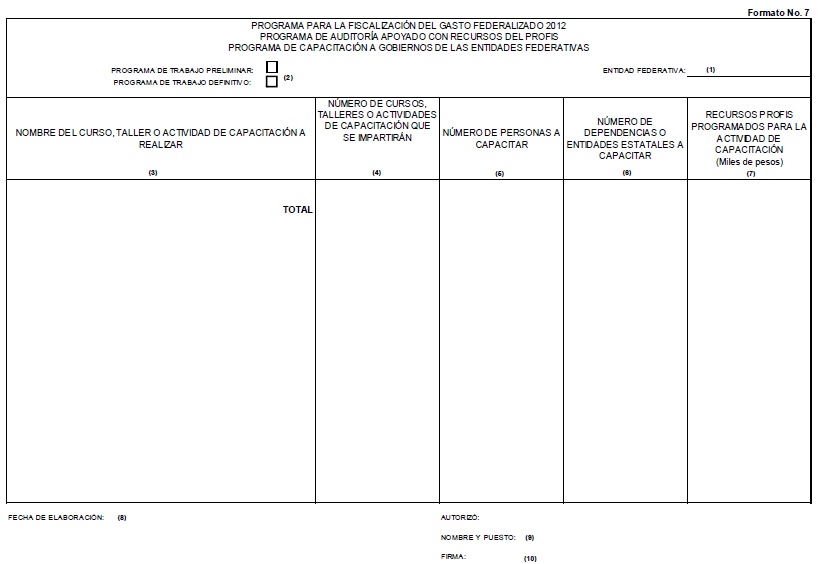 Formato No. 7
PROGRAMA PARA LA FISCALIZACIÓN DEL GASTO FEDERALIZADO 2012
PROGRAMA DE AUDITORÍA APOYADO CON RECURSOS DEL PROFIS
PROGRAMA DE CAPACITACIÓN A GOBIERNOS DE LAS ENTIDADES FEDERATIVAS
PROGRAMA DE TRABAJO PRELIMINAR:
PROGRAMA DE TRABAJO DEFINITIVO:
(2)
ENTIDAD FEDERATIVA: (1)
NOMBRE DEL CURSO, TALLER O ACTIVIDAD DE CAPACITACIÓN A
REALIZAR
(3)
NÚMERO DE CURSOS,
TALLERES O ACTIVIDADES
DE CAPACITACIÓN QUE
SE IMPARTIRÁN
(4)
NÚMERO DE PERSONAS A
CAPACITAR
(5)
NÚMERO DE
DEPENDENCIAS O
ENTIDADES ESTATALES A
CAPACITAR
(6)
RECURSOS PROFIS
PROGRAMADOS PARA LA
ACTIVIDAD DE
CAPACITACIÓN
(Miles de pesos)
(7)
TOTAL
FECHA DE ELABORACIÓN: (8)
AUTORIZÓ:
NOMBRE Y PUESTO: (9)
FIRMA: (10)